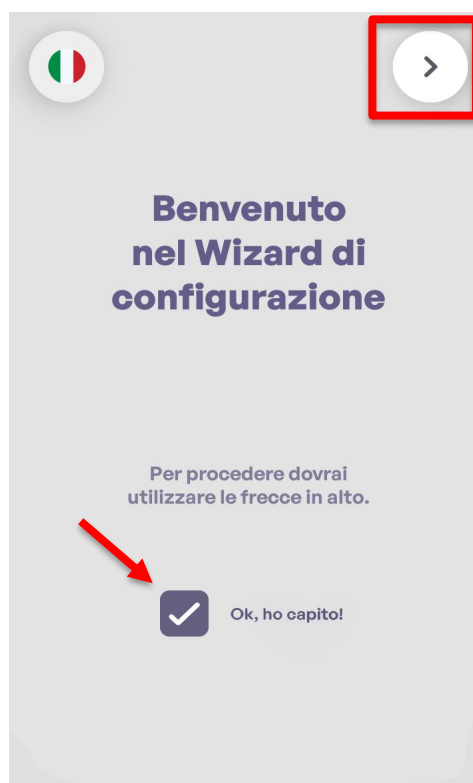 Benvenuto
nel Wizard di
configurazione
Per procedere dovrai
utilizzare le frecce in alto.
Ok, ho capito!